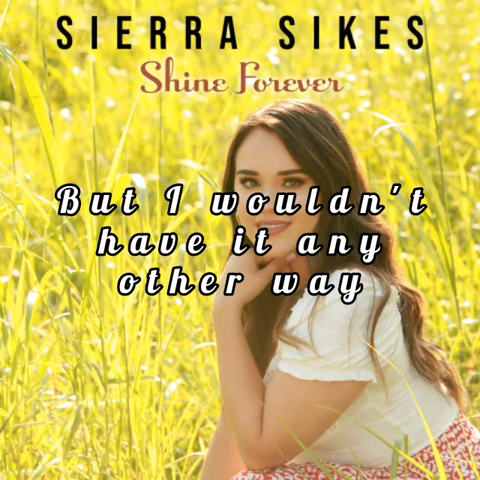 SIERRA SIKES
Shine Forever
But I wouldn't
have it any
other way